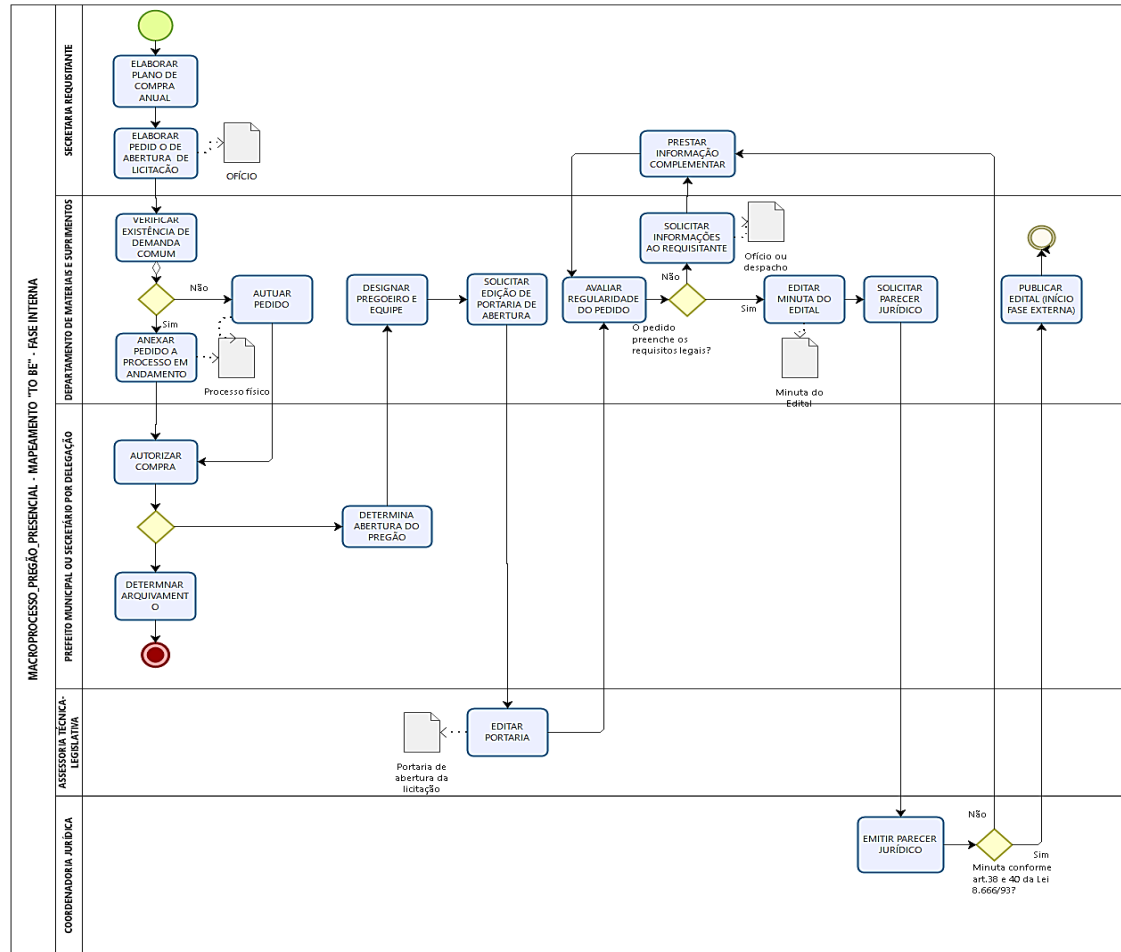 MACROPROCESSO_PREGÃO_PRESENCIAL - MAPEAMENTO "TO BE" - FASE INTERNA
SECRETARIA REQUISITANTE
ELABORAR
PLANO DE
COMPRA
ANUAL
ELABORAR
PEDID O DE
ABERTURA DE
LICITAÇÃO
OFÍCIO
PRESTAR
INFORMAÇÃO
COMPLEMENTAR
DEPARTAMENTO DE MATERIAIS E SUPRIMENTOS
VERIFICAR
EXISTÊNCIA DE
DEMANDA
COMUM
Não
AUTUAR
PEDIDO
Sim
ANEXAR
PEDIDO A
PROCESSO EM
ANDAMENTO
Processo físico
DESIGNAR
PREGOEIRO E
EQUIPE
SOLICITAR
EDIÇÃO DE
PORTARIA DE
ABERTURA
AVALIAR
REGULARIDADE
DO PEDIDO
O pedido
preenche os
requisitos legais?
Não
SOLICITAR
INFORMAÇÕES
AO REQUISITANTE
Ofício ou
despacho
Sim
EDITAR
MINUTA DO
EDITAL
Minuta do
Edital
SOLICITAR
PARECER
JURÍDICO
PUBLICAR
EDITAL (INÍCIO
FASE EXTERNA)
PREFEITO MUNICIPAL OU SECRETÁRIO POR DELEGAÇÃO
AUTORIZAR
COMPRA
DETERMINA
ABERTURA DO
PREGÃO
DETERMNAR
ARQUIVAMENT
O
ASSESSORIA TÉCNICA-
LEGISLATIVA
EDITAR
PORTARIA
Portaria de
abertura da
licitação
COORDENADORIA JURÍDICA
EMITIR PARECER
JURÍDICO
Não
Sim
Minuta conforme
art.38 e 40 da Lei
8.666/93?